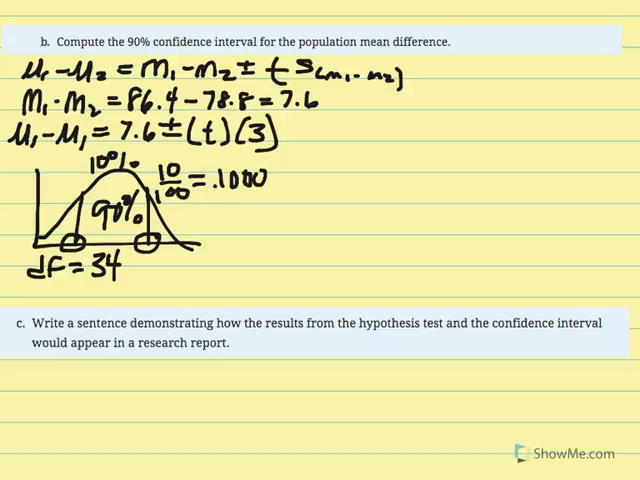 b. Compute the 90% confidence interval for the population mean difference.
μ₁ - μ₂ = m₁ - m₂ ± t s(m₁ - m₂)
m₁ - m₂ = 86.4 - 78.8 = 7.6
μ₁ - μ₁ = 7.6 ± (t)(3)
10% 10/100 = .1000
90%
df = 34
c. Write a sentence demonstrating how the results from the hypothesis test and the confidence interval
would appear in a research report.
ShowMe.com